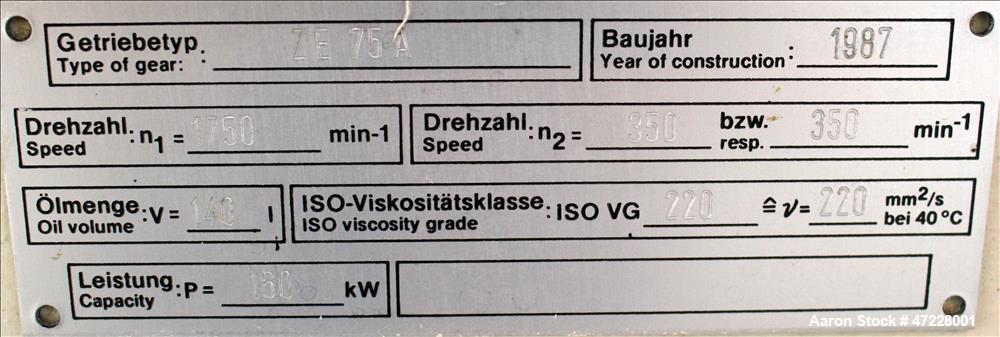 Getriebetyp: ZE 75 A
Type of gear:
Baujahr
Year of construction: 1987
Drehzahl: n1 = 1750 min-1
Speed
Drehzahl: n2 = 350 bzw. 350 min-1
Speed resp.
Ölmenge: V = 140 l
Oil volume
ISO-Viskositätsklasse: ISO VG 220 ≙ ν = 220 mm2/s
ISO viscosity grade bei 40 °C
Leistung: P = kW
Capacity
Aaron Stock # 47228001